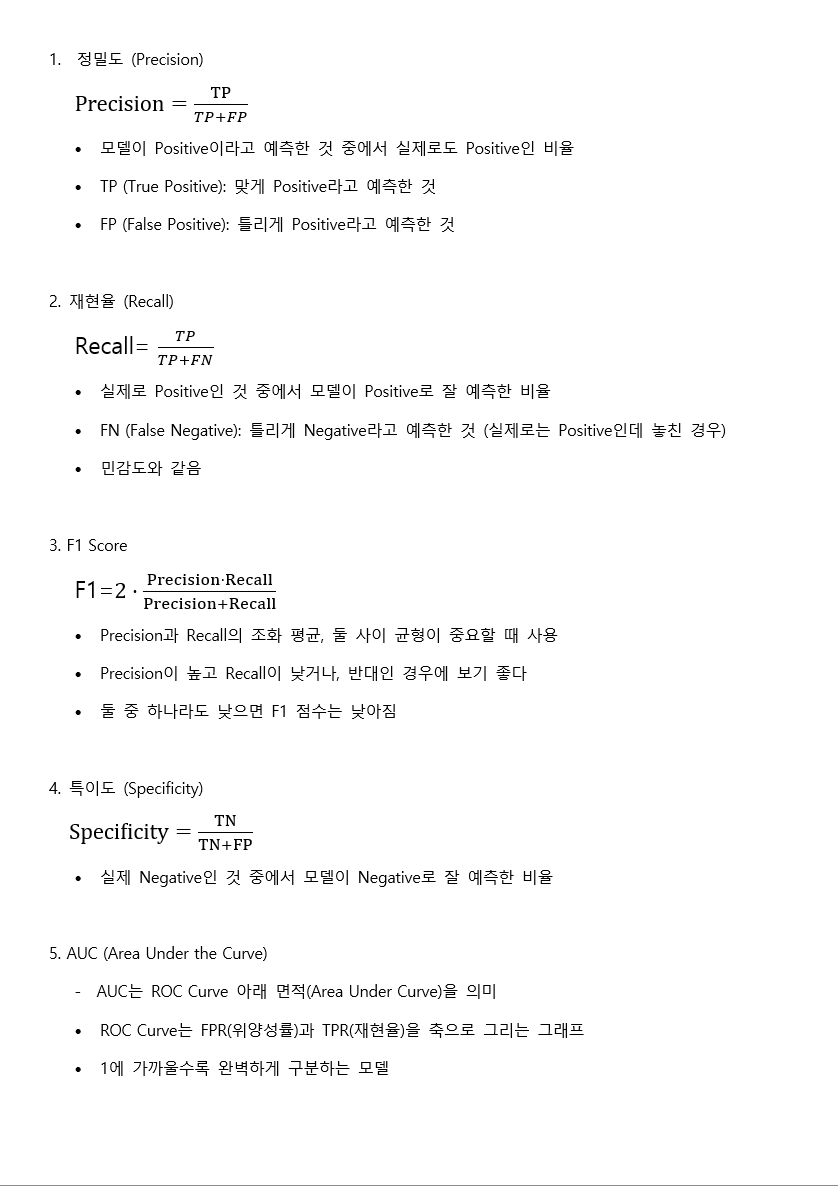 1. 정밀도 (Precision)
Precision = TP / TP+FP
• 모델이 Positive이라고 예측한 것 중에서 실제로도 Positive인 비율
• TP (True Positive): 맞게 Positive라고 예측한 것
• FP (False Positive): 틀리게 Positive라고 예측한 것
2. 재현율 (Recall)
Recall= TP / TP+FN
• 실제로 Positive인 것 중에서 모델이 Positive로 잘 예측한 비율
• FN (False Negative): 틀리게 Negative라고 예측한 것 (실제로는 Positive인데 놓친 경우)
• 민감도와 같음
3. F1 Score
F1=2 · Precision·Recall / Precision+Recall
• Precision과 Recall의 조화 평균, 둘 사이 균형이 중요할 때 사용
• Precision이 높고 Recall이 낮거나, 반대인 경우에 보기 좋다
• 둘 중 하나라도 낮으면 F1 점수는 낮아짐
4. 특이도 (Specificity)
Specificity = TN / TN+FP
• 실제 Negative인 것 중에서 모델이 Negative로 잘 예측한 비율
5. AUC (Area Under the Curve)
- AUC는 ROC Curve 아래 면적(Area Under Curve)을 의미
• ROC Curve는 FPR(위양성률)과 TPR(재현율)을 축으로 그리는 그래프
• 1에 가까울수록 완벽하게 구분하는 모델